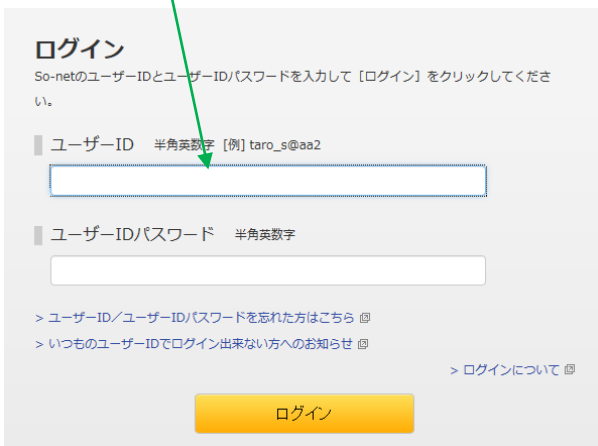 ログイン
So-netのユーザーIDとユーザーIDパスワードを入力して［ログイン］をクリックしてくださ
い。
ユーザーID 半角英数字 [例] taro_s@aa2
ユーザーIDパスワード 半角英数字
> ユーザーID／ユーザーIDパスワードを忘れた方はこちら
> いつものユーザーIDでログイン出来ない方へのお知らせ
> ログインについて
ログイン